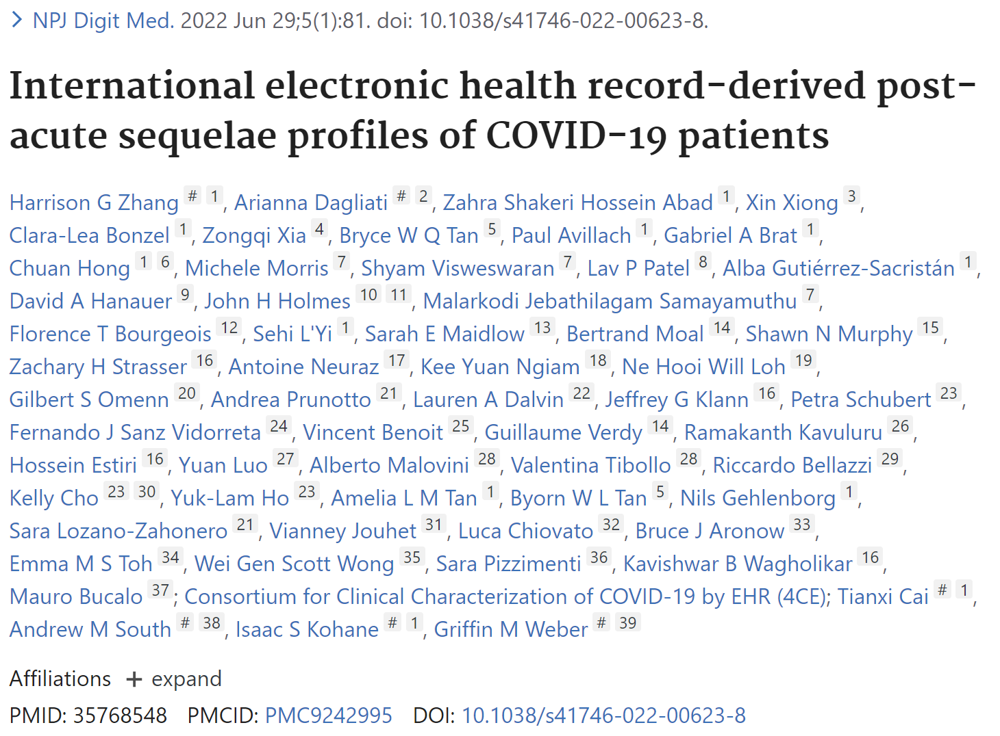 > NPJ Digit Med. 2022 Jun 29;5(1):81. doi: 10.1038/s41746-022-00623-8.
International electronic health record-derived post-
acute sequelae profiles of COVID-19 patients
Harrison G Zhang # 1, Arianna Dagliati # 2, Zahra Shakeri Hossein Abad 1, Xin Xiong 3,
Clara-Lea Bonzel 1, Zongqi Xia 4, Bryce W Q Tan 5, Paul Avillach 1, Gabriel A Brat 1,
Chuan Hong 1 6, Michele Morris 7, Shyam Visweswaran 7, Lav P Patel 8, Alba Gutiérrez-Sacristán 1,
David A Hanauer 9, John H Holmes 10 11, Malarkodi Jebathilagam Samayamuthu 7,
Florence T Bourgeois 12, Sehi L'Yi 1, Sarah E Maidlow 13, Bertrand Moal 14, Shawn N Murphy 15,
Zachary H Strasser 16, Antoine Neuraz 17, Kee Yuan Ngiam 18, Ne Hooi Will Loh 19,
Gilbert S Omenn 20, Andrea Prunotto 21, Lauren A Dalvin 22, Jeffrey G Klann 16, Petra Schubert 23,
Fernando J Sanz Vidorreta 24, Vincent Benoit 25, Guillaume Verdy 14, Ramakanth Kavuluru 26,
Hossein Estiri 16, Yuan Luo 27, Alberto Malovini 28, Valentina Tibollo 28, Riccardo Bellazzi 29,
Kelly Cho 23 30, Yuk-Lam Ho 23, Amelia L M Tan 1, Byorn W L Tan 5, Nils Gehlenborg 1,
Sara Lozano-Zahonero 21, Vianney Jouhet 31, Luca Chiovato 32, Bruce J Aronow 33,
Emma M S Toh 34, Wei Gen Scott Wong 35, Sara Pizzimenti 36, Kavishwar B Wagholikar 16,
Mauro Bucalo 37; Consortium for Clinical Characterization of COVID-19 by EHR (4CE); Tianxi Cai # 1,
Andrew M South # 38, Isaac S Kohane # 1, Griffin M Weber # 39
Affiliations + expand
PMID: 35768548 PMCID: PMC9242995 DOI: 10.1038/s41746-022-00623-8